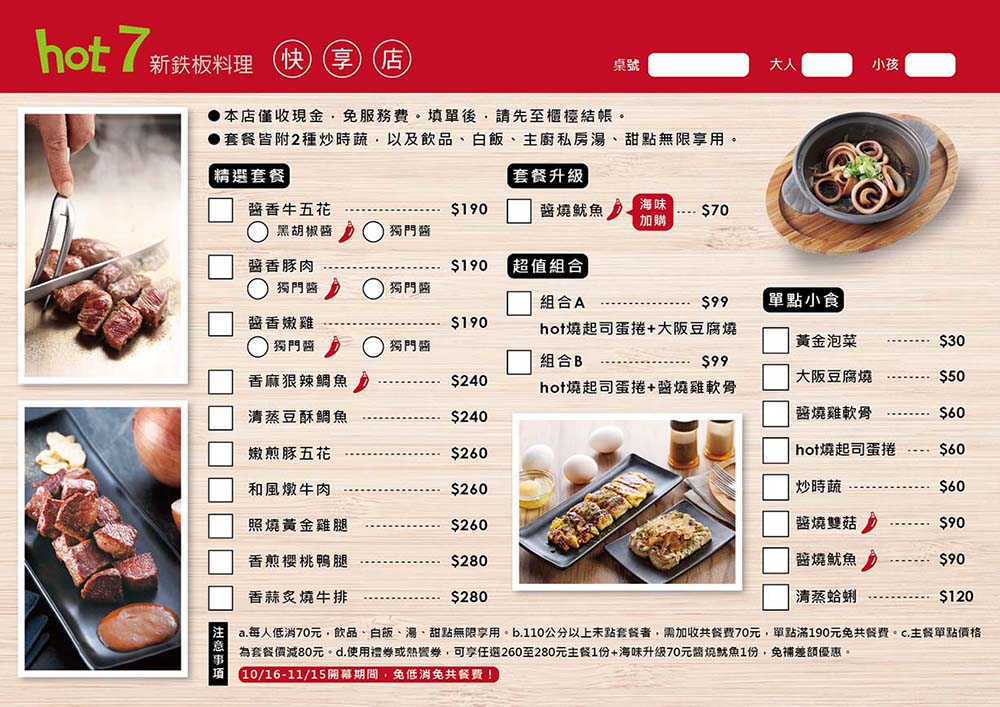 hot 7 新鉄板料理 快享店
桌號 大人 小孩
●本店僅收現金，免服務費。填單後，請先至櫃檯結帳。
●套餐皆附2種炒時蔬，以及飲品、白飯、主廚私房湯、甜點無限享用。
精選套餐
醬香牛五花 $190
黑胡椒醬 獨門醬
醬香豚肉 $190
獨門醬 獨門醬
醬香嫩雞 $190
獨門醬 獨門醬
香麻狠辣鯛魚 $240
清蒸豆酥鯛魚 $240
嫩煎豚五花 $260
和風燉牛肉 $260
照燒黃金雞腿 $260
香煎櫻桃鴨腿 $280
香蒜炙燒牛排 $280
套餐升級
醬燒魷魚 海味加購 $70
超值組合
組合A $99
hot燒起司蛋捲+大阪豆腐燒
組合B $99
hot燒起司蛋捲+醬燒雞軟骨
單點小食
黃金泡菜 $30
大阪豆腐燒 $50
醬燒雞軟骨 $60
hot燒起司蛋捲 $60
炒時蔬 $60
醬燒雙菇 $90
醬燒魷魚 $90
清蒸蛤蜊 $120
注意事項
a.每人低消70元，飲品、白飯、湯、甜點無限享用。b.110公分以上未點套餐者，需加收共餐費70元，單點滿190元免共餐費。c.主餐單點價格
為套餐價減80元。d.使用禮券或熱響券，可享任選260至280元主餐1份+海味升級70元醬燒魷魚1份，免補差額優惠。
10/16-11/15開幕期間，免低消免共餐費！